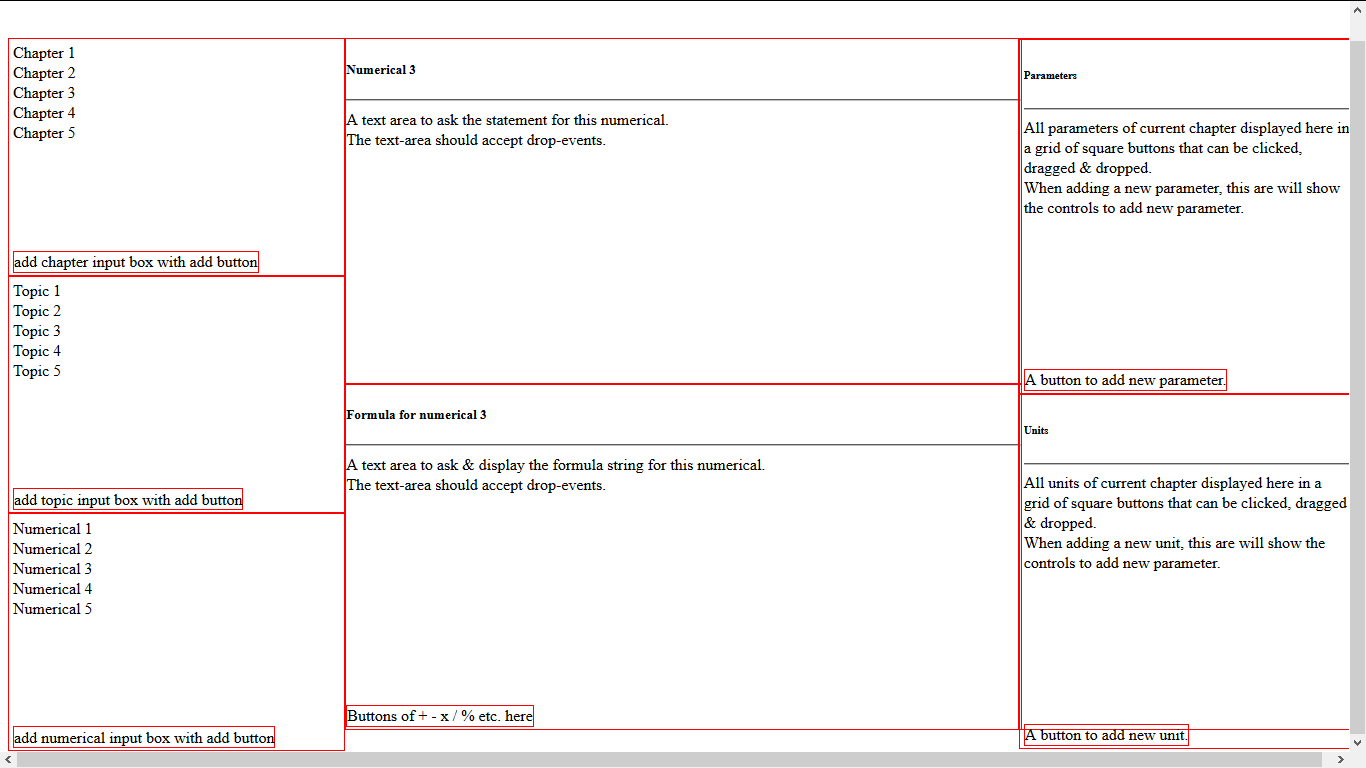 Chapter 1
Chapter 2
Chapter 3
Chapter 4
Chapter 5
add chapter input box with add button
Topic 1
Topic 2
Topic 3
Topic 4
Topic 5
add topic input box with add button
Numerical 1
Numerical 2
Numerical 3
Numerical 4
Numerical 5
add numerical input box with add button
Numerical 3
A text area to ask the statement for this numerical.
The text-area should accept drop-events.
Formula for numerical 3
A text area to ask & display the formula string for this numerical.
The text-area should accept drop-events.
Buttons of + - x / % etc. here
Parameters
All parameters of current chapter displayed here in
a grid of square buttons that can be clicked,
dragged & dropped.
When adding a new parameter, this are will show
the controls to add new parameter.
A button to add new parameter.
Units
All units of current chapter displayed here in a
grid of square buttons that can be clicked, dragged
& dropped.
When adding a new unit, this are will show the
controls to add new parameter.
A button to add new unit.